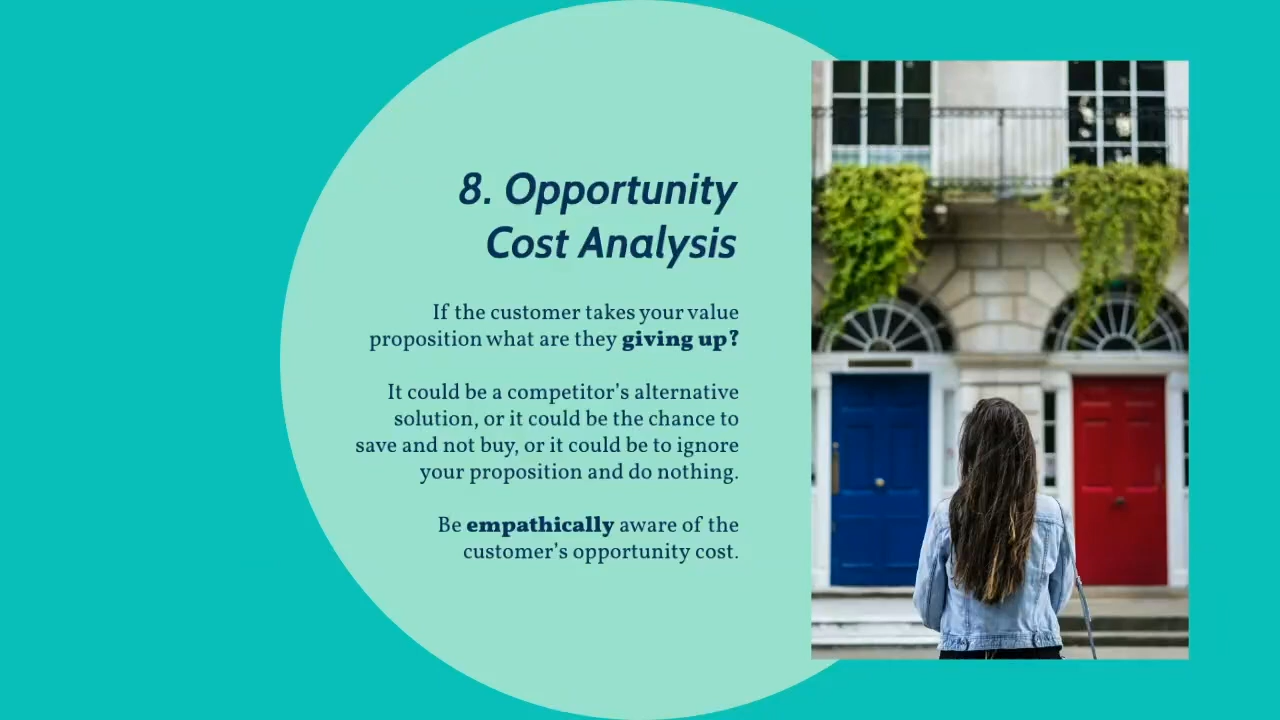 8. Opportunity
Cost Analysis
If the customer takes your value
proposition what are they giving up?
It could be a competitor's alternative
solution, or it could be the chance to
save and not buy, or it could be to ignore
your proposition and do nothing.
Be empathically aware of the
customer's opportunity cost.